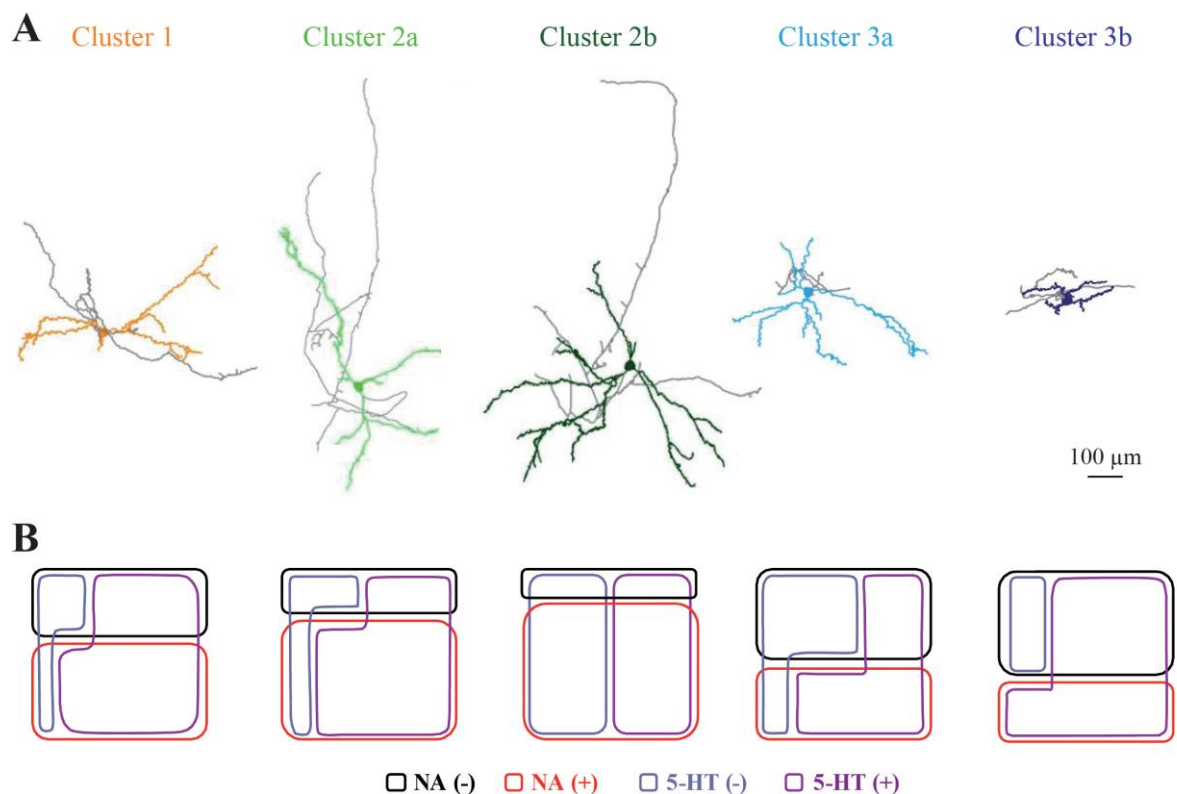 A
Cluster 1 Cluster 2a Cluster 2b Cluster 3a Cluster 3b
100 µm
B
NA (-) NA (+) 5-HT (-) 5-HT (+)